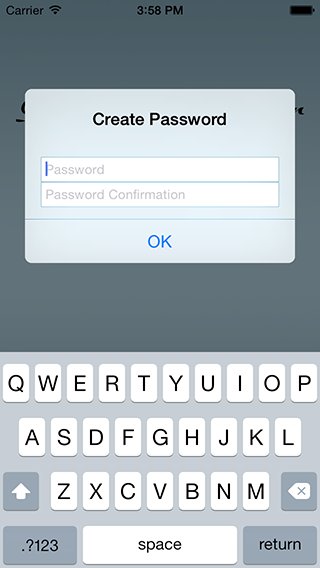 Carrier 3:58 PM
Create Password
Password
Password Confirmation
OK
Q W E R T Y U I O P
A S D F G H J K L
Z X C V B N M
.?123 space return